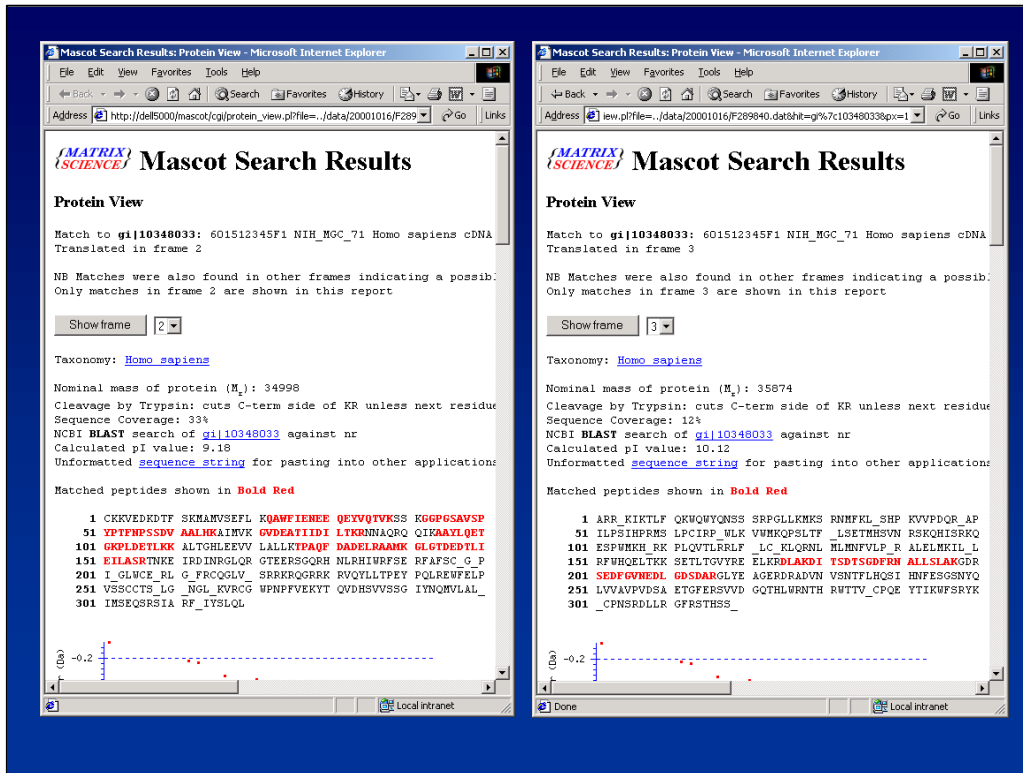 Mascot Search Results: Protein View - Microsoft Internet Explorer
File Edit View Favorites Tools Help
Back Search Favorites History
Address http://dell5000/mascot/cgi/protein_view.pl?file=../data/20001016/F289 Go Links
{MATRIX SCIENCE} Mascot Search Results
Protein View
Match to gi|10348033: 601512345F1 NIH_MGC_71 Homo sapiens cDNA
Translated in frame 2
NB Matches were also found in other frames indicating a possibl
Only matches in frame 2 are shown in this report
Show frame 2
Taxonomy: Homo sapiens
Nominal mass of protein (Mr): 34998
Cleavage by Trypsin: cuts C-term side of KR unless next residue
Sequence Coverage: 33%
NCBI BLAST search of gi|10348033 against nr
Calculated pI value: 9.18
Unformatted sequence string for pasting into other applications
Matched peptides shown in Bold Red
1 CKKVEDKDTF SKMAMVSEFL KQAWFIENEE QEYVQTVKSS KGGPGSAVSP
51 YPTFNPSSDV AALHKAIMVK GVDEATIIDI LTKRNNAQRQ QIKAAYLQET
101 GKPLDETLKK ALTGHLEEVV LALLKTPAQF DADELRAAMK GLGTDEDTLI
151 EILASRTNKE IRDINRGLQR GTEERSGQRH NLRHIWRFSE RFAFSC_G_P
201 I_GLWCE_RL G_FRCQGLV_ SRRKRQGRRK RVQYLLTPEY PQLREWFELP
251 VSSCCTS_LG _NGL_KVRCG WPNPFVEKYT QVDHSVVSSG IYNQMVLAL_
301 IMSEQSRSIA RF_IYSLQL
(Da)
-0.2
Local intranet
Mascot Search Results: Protein View - Microsoft Internet Explorer
File Edit View Favorites Tools Help
Back Search Favorites History
Address iew.pl?file=../data/20001016/F289840.dat&hit=gi%7c10348033&px=1 Go Links
{MATRIX SCIENCE} Mascot Search Results
Protein View
Match to gi|10348033: 601512345F1 NIH_MGC_71 Homo sapiens cDNA
Translated in frame 3
NB Matches were also found in other frames indicating a possibl
Only matches in frame 3 are shown in this report
Show frame 3
Taxonomy: Homo sapiens
Nominal mass of protein (Mr): 35874
Cleavage by Trypsin: cuts C-term side of KR unless next residue
Sequence Coverage: 12%
NCBI BLAST search of gi|10348033 against nr
Calculated pI value: 10.12
Unformatted sequence string for pasting into other applications
Matched peptides shown in Bold Red
1 ARR_KIKTLF QKWQWYQNSS SRPGLLKMKS RNMFKL_SHP KVVPDQR_AP
51 ILPSIHPRMS LPCIRP_WLK VWMKQPSLTF _LSETMHSVN RSKQHISRKQ
101 ESPWMKH_RK PLQVTLRRLF _LC_KLQRNL MLMNFVLP_R ALELMKIL_L
151 RFWHQELTKK SETLTGVYRE ELKRDLAKDI TSDTSGDFRN ALLSLAKGDR
201 SEDFGVNEDL GDSDARGLYE AGERDRADVN VSNTFLHQSI HNFESGSNYQ
251 LVVAVPVDSA ETGFERSVVD GQTHLWRNTH RWTTV_CPQE YTIKWFSRYK
301 _CPNSRDLLR GFRSTHSS_
(Da)
-0.2
Done Local intranet